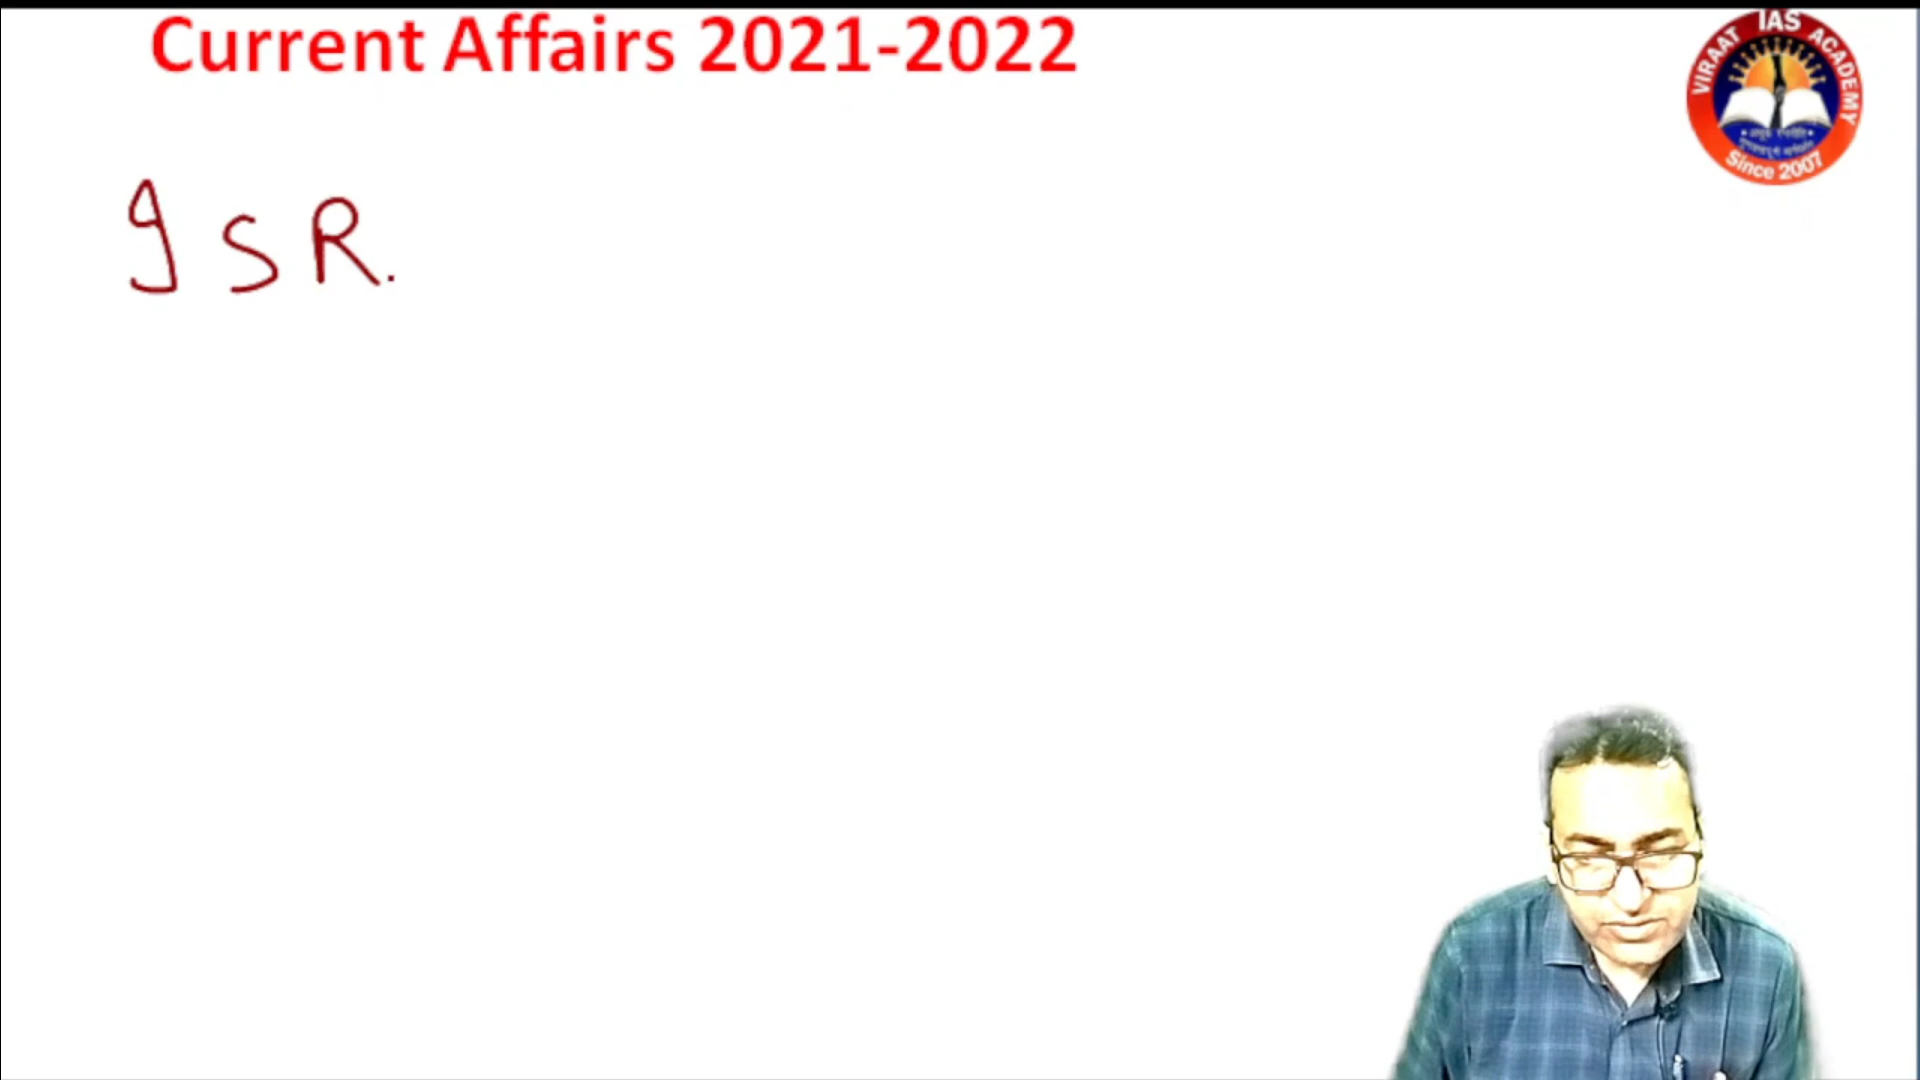 Current Affairs 2021-2022
VIRAAT IAS ACADEMY
Since 2007
I S R.